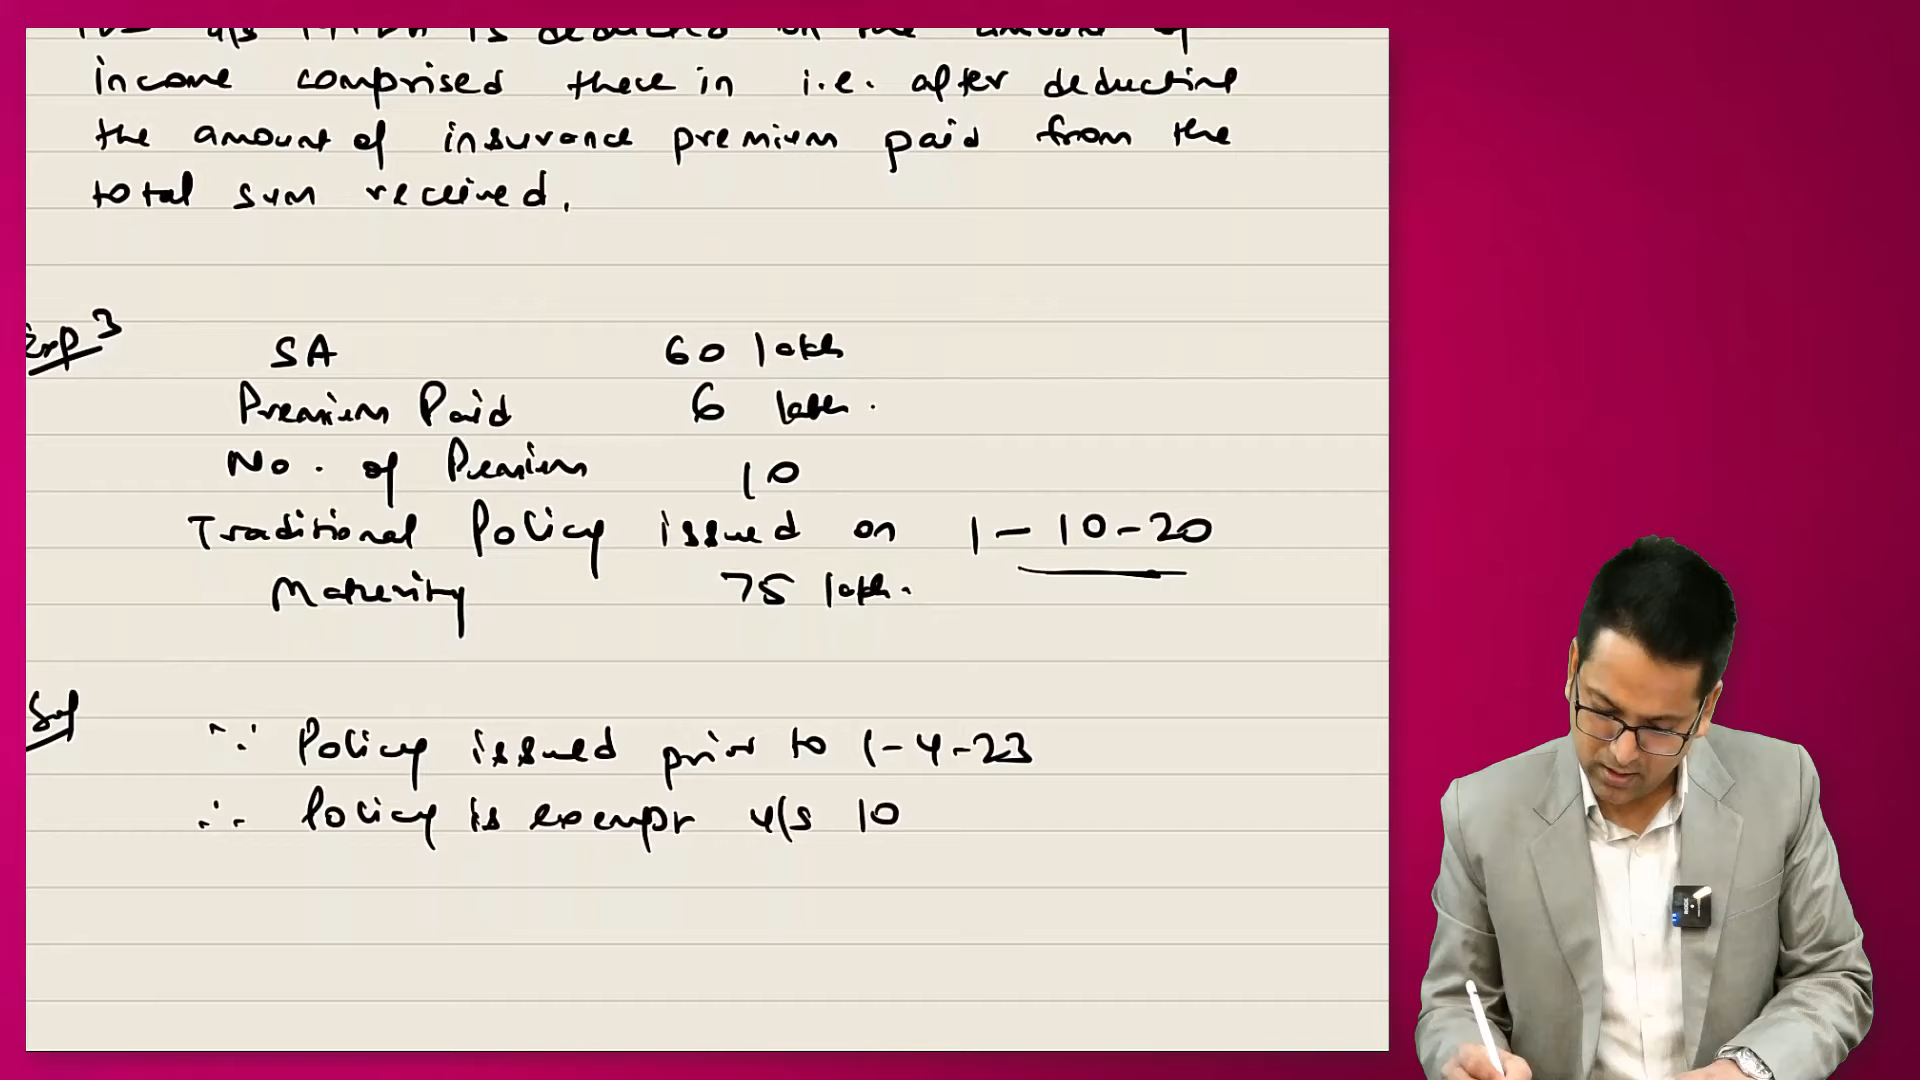 income comprised there in i.e. after deducting
the amount of insurance premium paid from the
total sum received.
Exp 3
SA 60 lakh
Premium Paid 6 lakh.
No. of Premium 10
Traditional Policy issued on 1-10-20
Maturity 75 lakh.
Sol
∵ Policy issued prior to 1-4-23
∴ Policy is exempt u/s 10